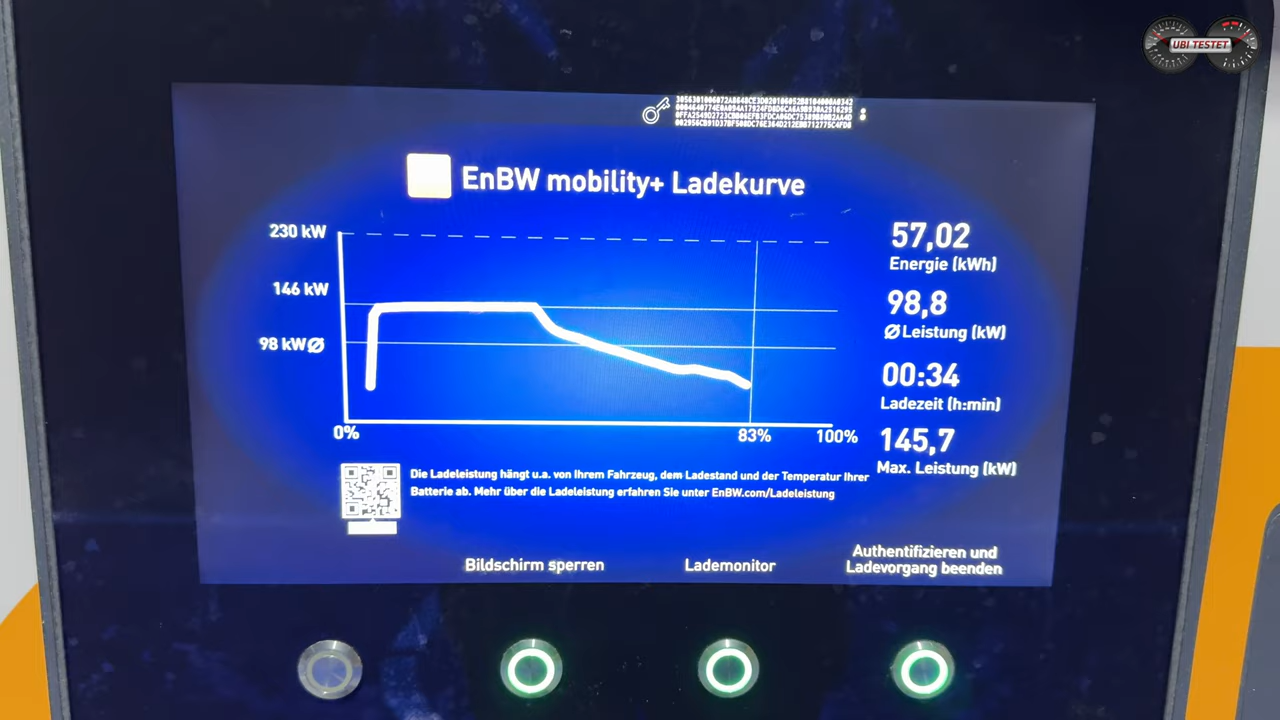 UBI TESTET
EnBW mobility+ Ladekurve
230 kW
146 kW
98 kWØ
0%
83%
100%
57,02
Energie (kWh)
98,8
Ø Leistung (kW)
00:34
Ladezeit (h:min)
145,7
Max. Leistung (kW)
Die Ladeleistung hängt u.a. von Ihrem Fahrzeug, dem Ladestand und der Temperatur Ihrer
Batterie ab. Mehr über die Ladeleistung erfahren Sie unter EnBW.com/Ladeleistung
Bildschirm sperren
Lademonitor
Authentifizieren und
Ladevorgang beenden